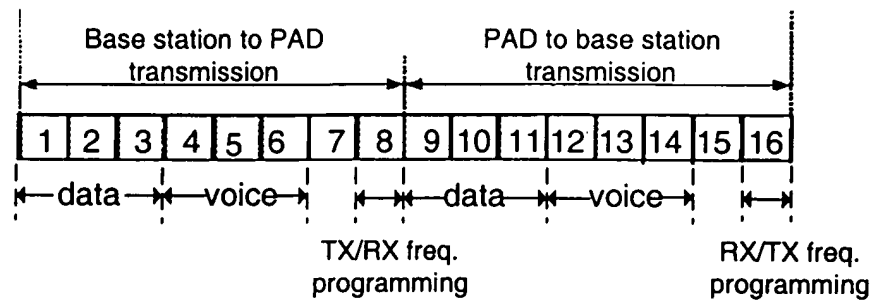 Base station to PAD
transmission
PAD to base station
transmission
1 2 3 4 5 6 7 8 9 10 11 12 13 14 15 16
data voice data voice
TX/RX freq.
programming
RX/TX freq.
programming